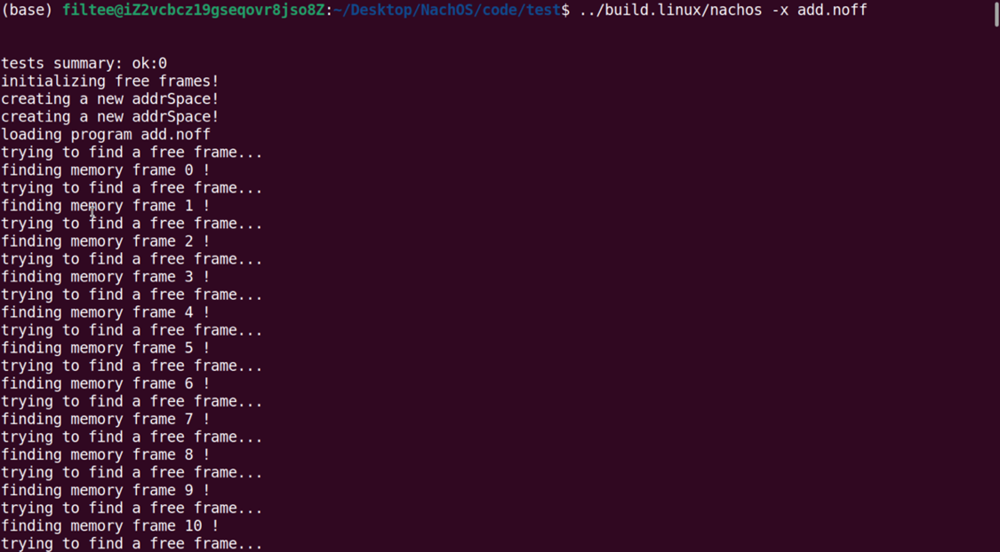 (base) filtee@iZ2vcbcz19gseqovr8jso8Z:~/Desktop/NachOS/code/test$ ../build.linux/nachos -x add.noff
tests summary: ok:0
initializing free frames!
creating a new addrSpace!
creating a new addrSpace!
loading program add.noff
trying to find a free frame...
finding memory frame 0 !
trying to find a free frame...
finding memory frame 1 !
trying to find a free frame...
finding memory frame 2 !
trying to find a free frame...
finding memory frame 3 !
trying to find a free frame...
finding memory frame 4 !
trying to find a free frame...
finding memory frame 5 !
trying to find a free frame...
finding memory frame 6 !
trying to find a free frame...
finding memory frame 7 !
trying to find a free frame...
finding memory frame 8 !
trying to find a free frame...
finding memory frame 9 !
trying to find a free frame...
finding memory frame 10 !
trying to find a free frame...